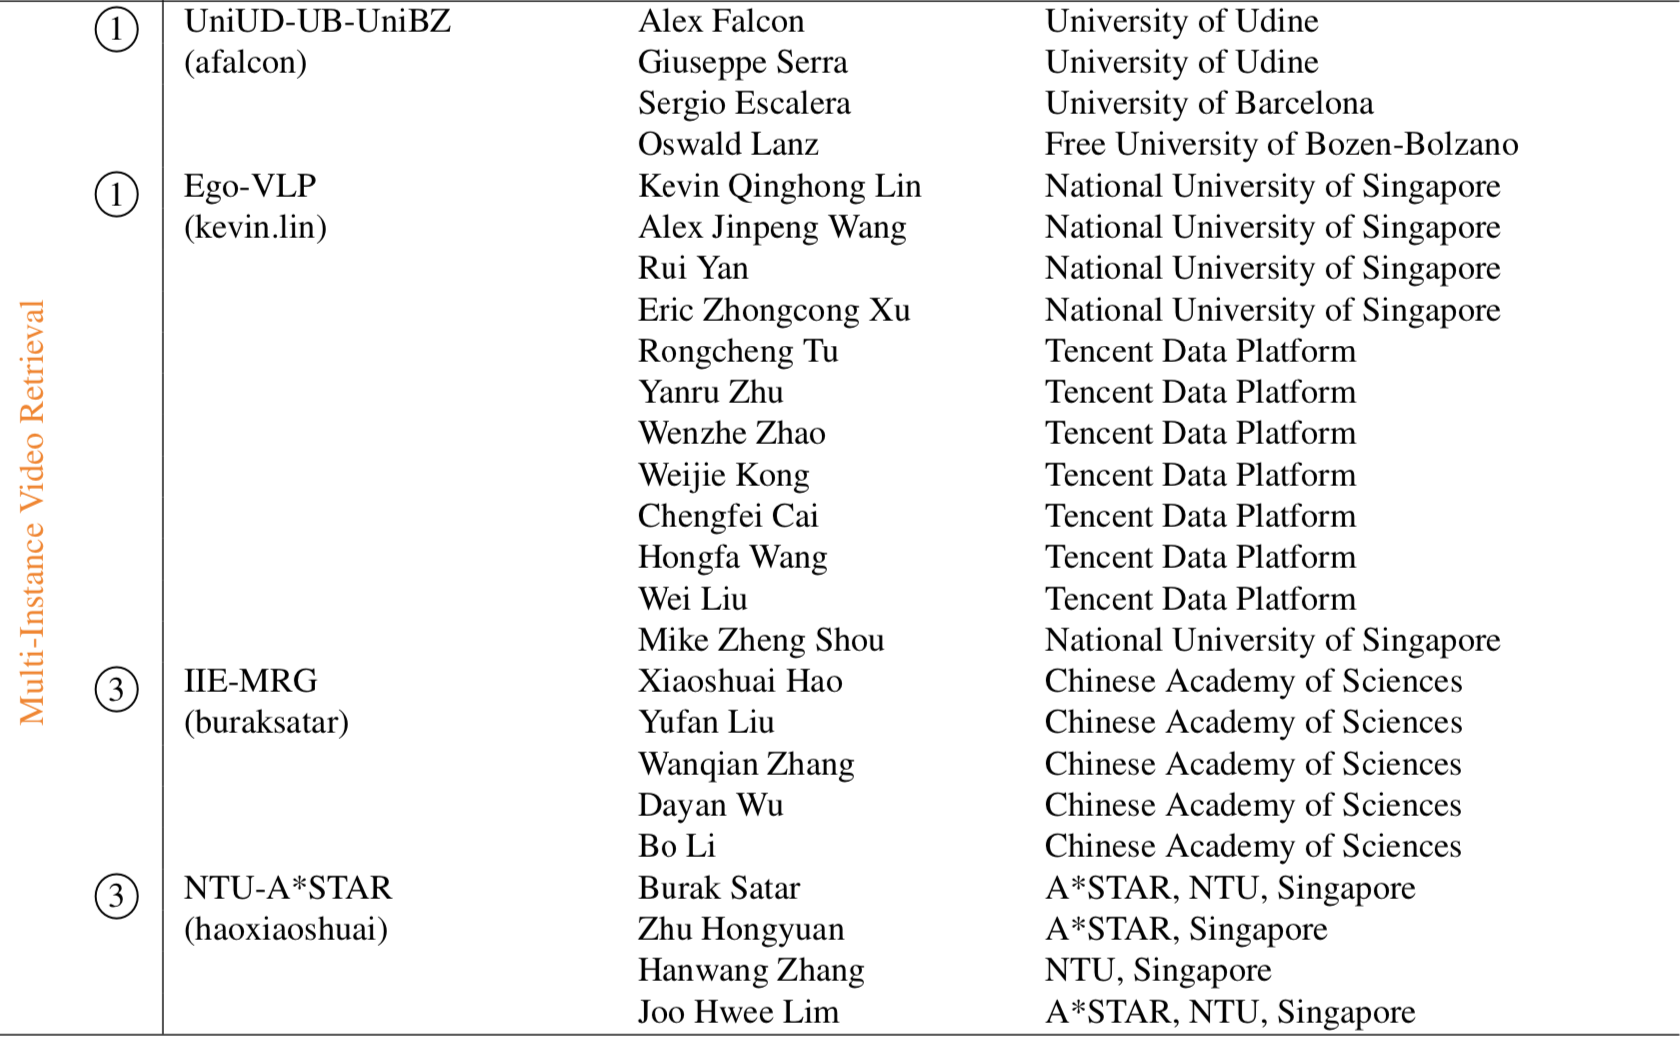 Multi-Instance Video Retrieval
1 UniUD-UB-UniBZ Alex Falcon University of Udine
(afalcon) Giuseppe Serra University of Udine
Sergio Escalera University of Barcelona
Oswald Lanz Free University of Bozen-Bolzano
1 Ego-VLP Kevin Qinghong Lin National University of Singapore
(kevin.lin) Alex Jinpeng Wang National University of Singapore
Rui Yan National University of Singapore
Eric Zhongcong Xu National University of Singapore
Rongcheng Tu Tencent Data Platform
Yanru Zhu Tencent Data Platform
Wenzhe Zhao Tencent Data Platform
Weijie Kong Tencent Data Platform
Chengfei Cai Tencent Data Platform
Hongfa Wang Tencent Data Platform
Wei Liu Tencent Data Platform
Mike Zheng Shou National University of Singapore
3 IIE-MRG Xiaoshuai Hao Chinese Academy of Sciences
(buraksatar) Yufan Liu Chinese Academy of Sciences
Wanqian Zhang Chinese Academy of Sciences
Dayan Wu Chinese Academy of Sciences
Bo Li Chinese Academy of Sciences
3 NTU-A*STAR Burak Satar A*STAR, NTU, Singapore
(haoxiaoshuai) Zhu Hongyuan A*STAR, Singapore
Hanwang Zhang NTU, Singapore
Joo Hwee Lim A*STAR, NTU, Singapore